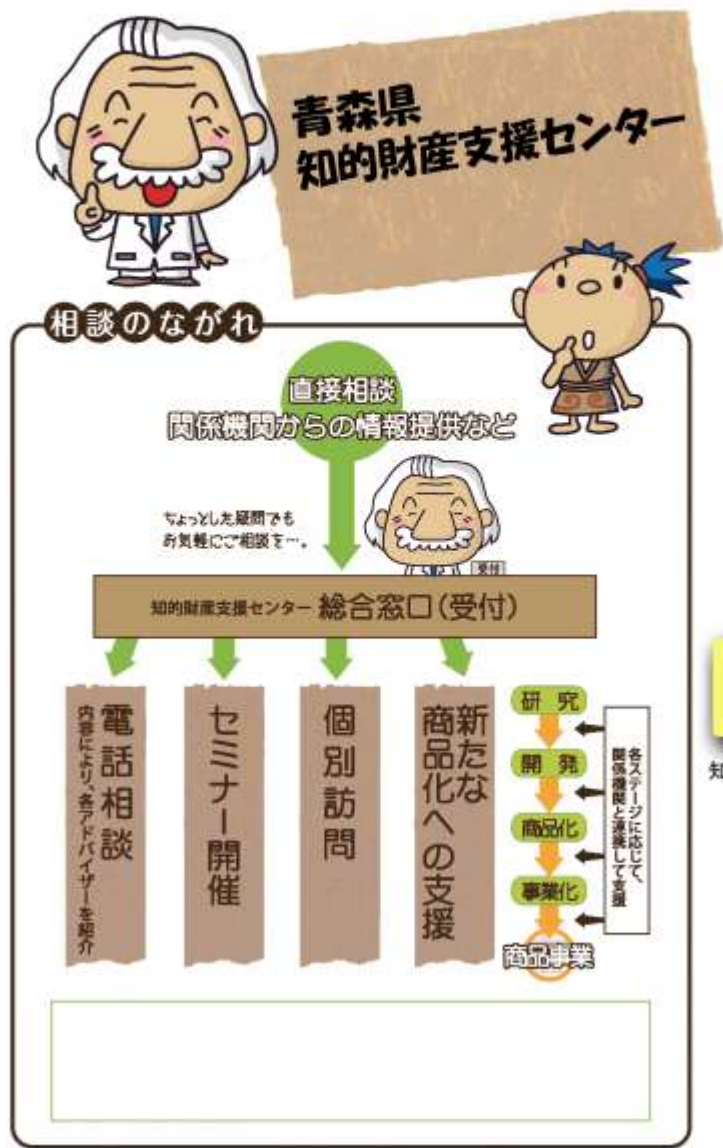 青森県
知的財産支援センター
相談のながれ
直接相談
関係機関からの情報提供など
ちょっとした疑問でも
お気軽にご相談を…。
受付
知的財産支援センター 総合窓口(受付)
電話相談
内容により、各アドバイザーを紹介
セミナー開催
個別訪問
新たな
商品化への支援
研究
開発
商品化
事業化
商品事業
各ステージに応じて、
関係機関と連携して支援
知